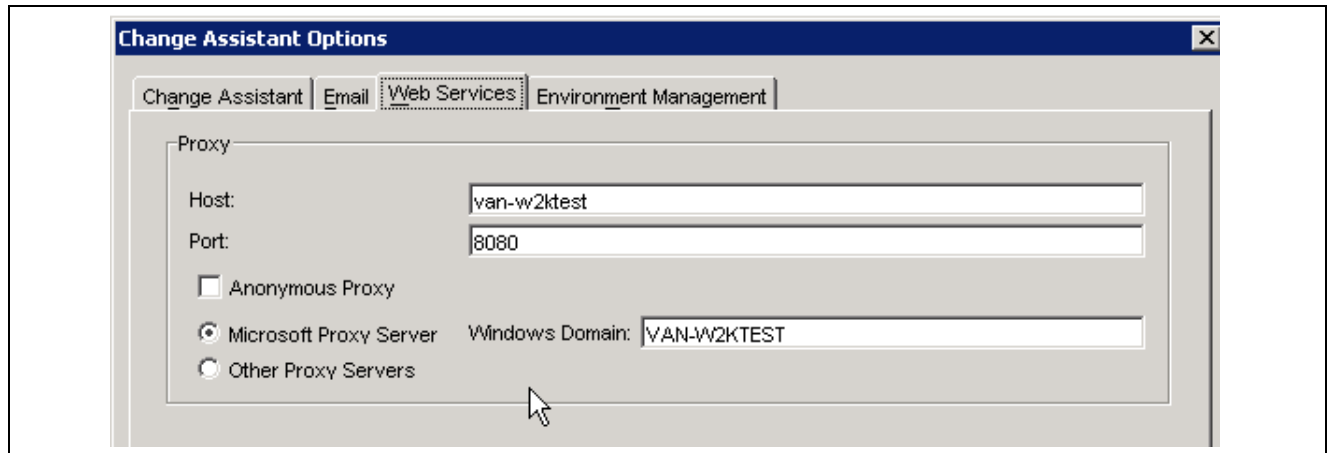 Change Assistant Options
Change Assistant Email Web Services Environment Management
Proxy
Host: van-w2ktest
Port: 8080
Anonymous Proxy
Microsoft Proxy Server Windows Domain: VAN-W2KTEST
Other Proxy Servers